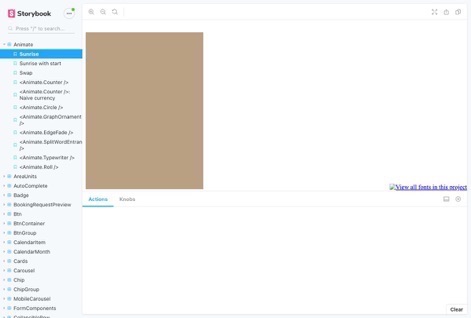 Storybook
Press "/" to search...
Animate
Sunrise
Sunrise with start
Swap
<Animate.Counter />
<Animate.Counter />:
Naive currency
<Animate.Circle />
<Animate.GraphOrnament
/>
<Animate.EdgeFade />
<Animate.SplitWordEntran
/>
<Animate.Typewriter />
<Animate.Roll />
AreaUnits
AutoComplete
Badge
BookingRequestPreview
Btn
BtnContainer
BtnGroup
CalendarItem
CalendarMonth
Cards
Carousel
Chip
ChipGroup
MobileCarousel
FormComponents
View all fonts in this project
Actions
Knobs
Clear